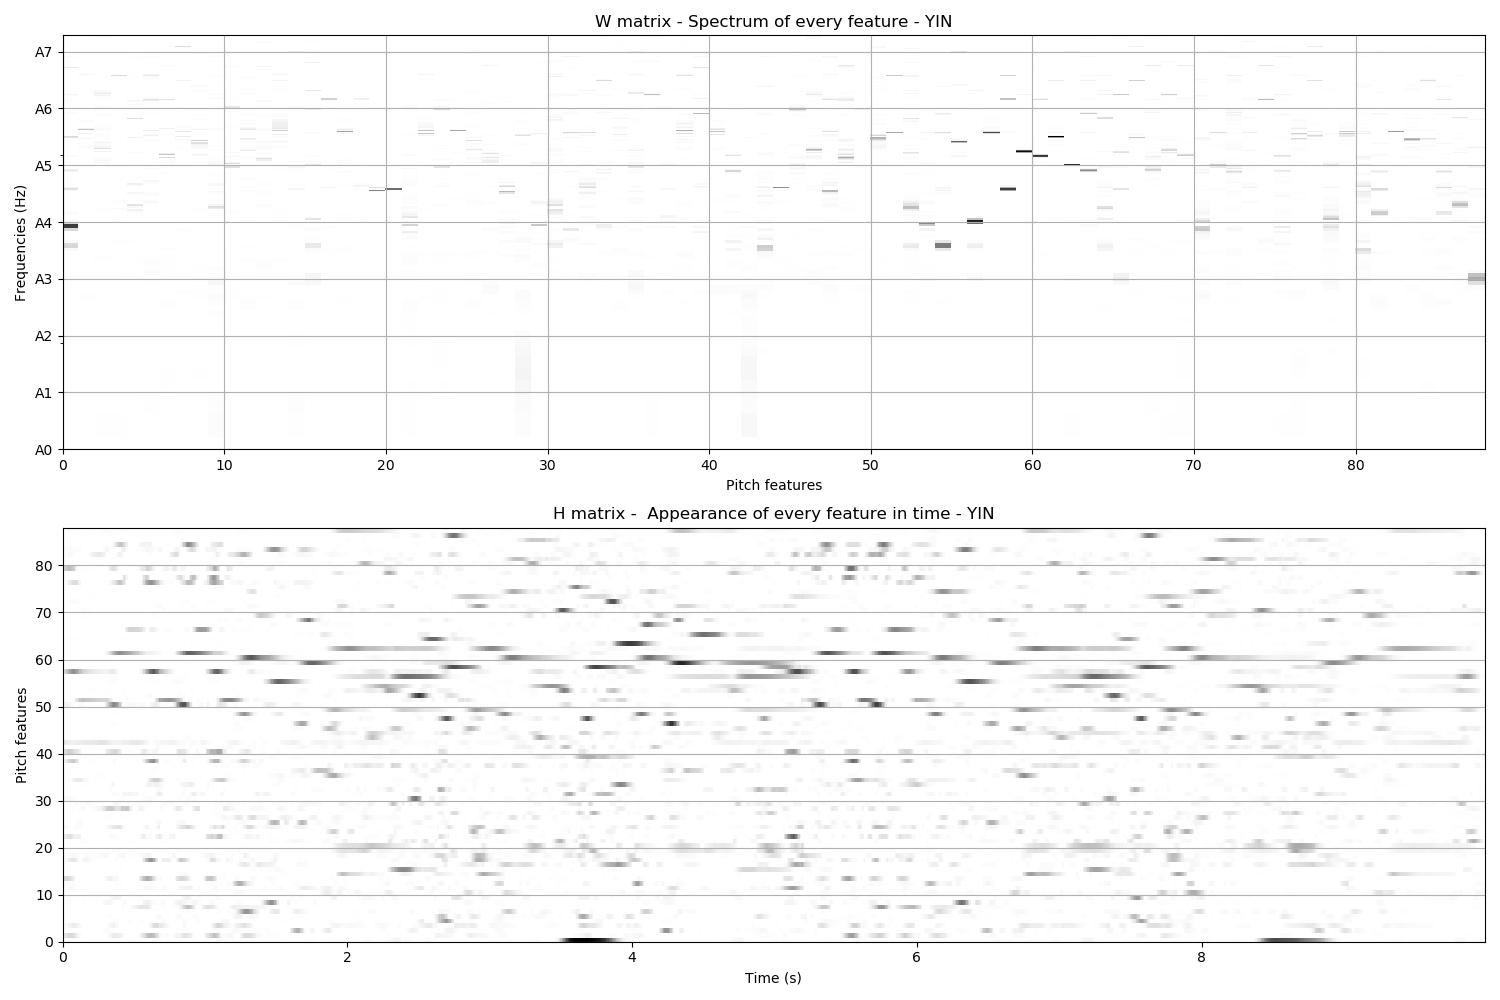 W matrix - Spectrum of every feature - YIN
A7
A6
A5
A4
A3
A2
A1
A0
Frequencies (Hz)
0 10 20 30 40 50 60 70 80
Pitch features
H matrix -  Appearance of every feature in time - YIN
80
70
60
50
40
30
20
10
0
Pitch features
0 2 4 6 8
Time (s)